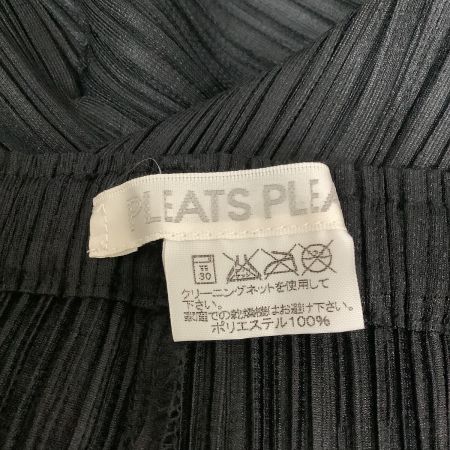 PLEATS PLEA
30
クリーニングネットを使用して
下さい。
家庭での乾燥機はお避け下さい。
ポリエステル100%